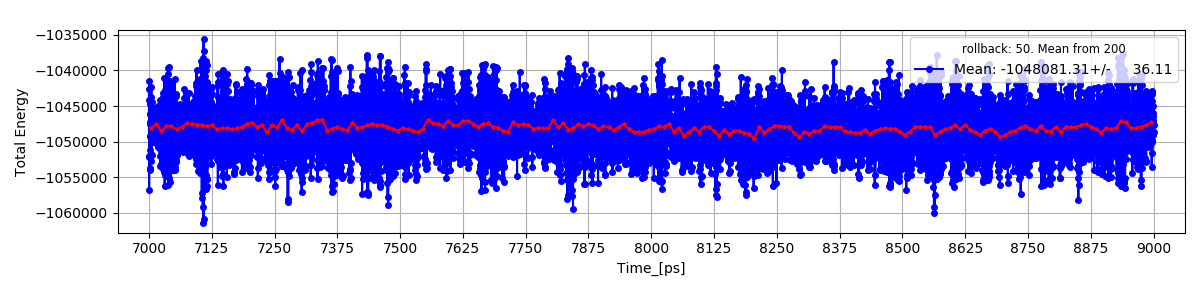 −1035000
−1040000
−1045000
−1050000
−1055000
−1060000
Total Energy
rollback: 50. Mean from 200
Mean: -1048081.31+/- 36.11
7000 7125 7250 7375 7500 7625 7750 7875 8000 8125 8250 8375 8500 8625 8750 8875 9000
Time_[ps]